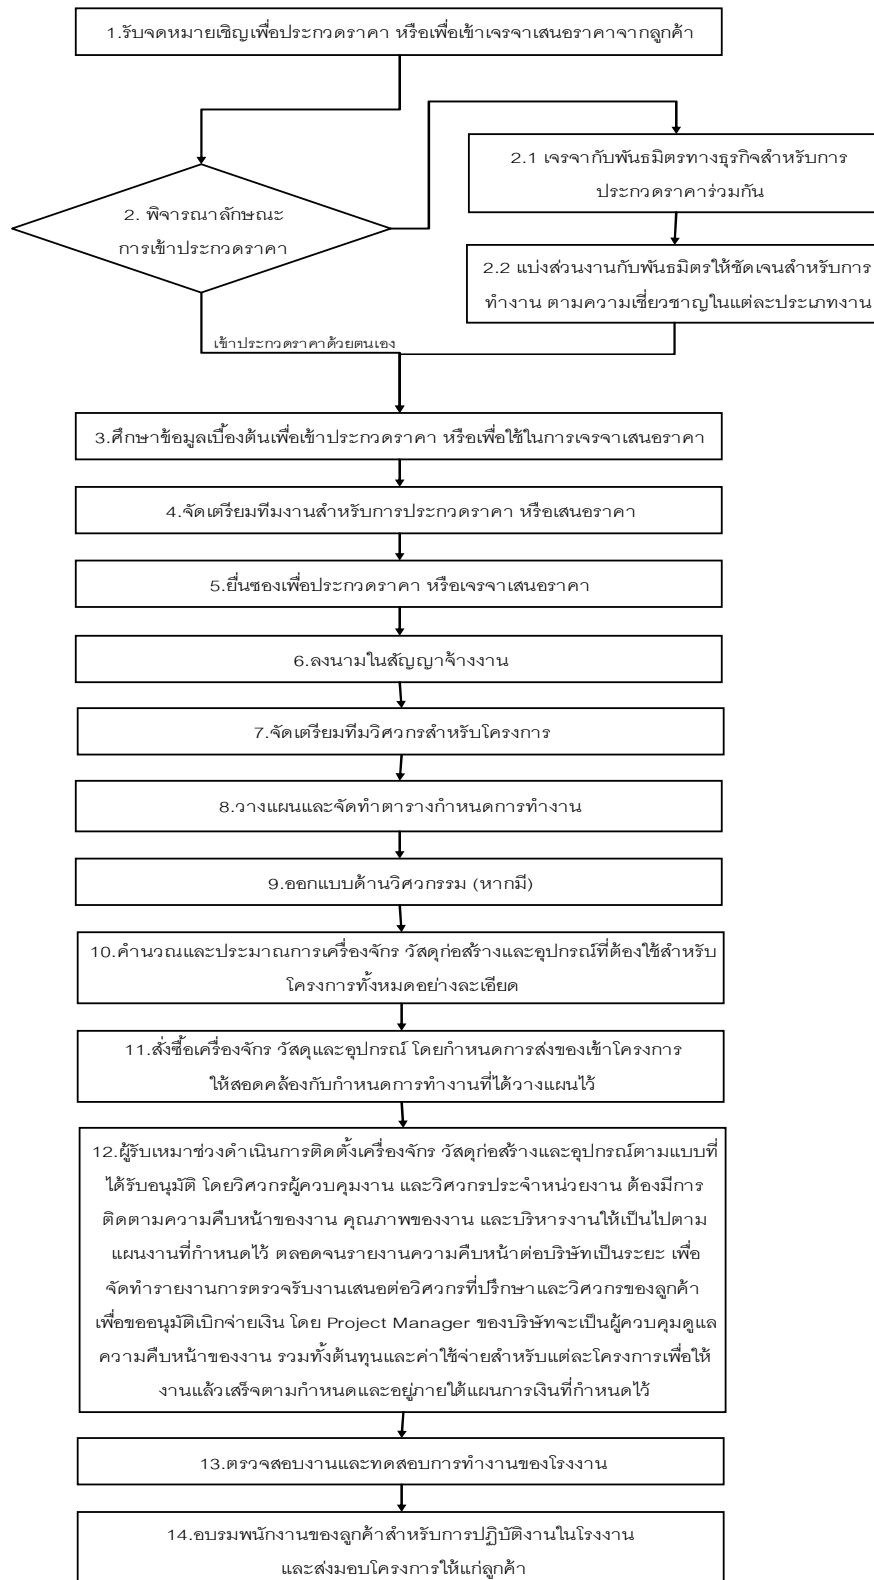 1.รับจดหมายเชิญเพื่อประกวดราคา หรือเพื่อเข้าเจรจาเสนอราคาจากลูกค้า
2.1 เจรจากับพันธมิตรทางธุรกิจสำหรับการ
ประกวดราคาร่วมกัน
2. พิจารณาลักษณะ
การเข้าประกวดราคา
2.2 แบ่งส่วนงานกับพันธมิตรให้ชัดเจนสำหรับการ
ทำงาน ตามความเชี่ยวชาญในแต่ละประเภทงาน
เข้าประกวดราคาด้วยตนเอง
3.ศึกษาข้อมูลเบื้องต้นเพื่อเข้าประกวดราคา หรือเพื่อใช้ในการเจรจาเสนอราคา
4.จัดเตรียมทีมงานสำหรับการประกวดราคา หรือเสนอราคา
5.ยื่นซองเพื่อประกวดราคา หรือเจรจาเสนอราคา
6.ลงนามในสัญญาจ้างงาน
7.จัดเตรียมทีมวิศวกรสำหรับโครงการ
8.วางแผนและจัดทำตารางกำหนดการทำงาน
9.ออกแบบด้านวิศวกรรม (หากมี)
10.คำนวณและประมาณการเครื่องจักร วัสดุก่อสร้างและอุปกรณ์ที่ต้องใช้สำหรับ
โครงการทั้งหมดอย่างละเอียด
11.สั่งซื้อเครื่องจักร วัสดุและอุปกรณ์ โดยกำหนดการส่งของเข้าโครงการ
ให้สอดคล้องกับกำหนดการทำงานที่ได้วางแผนไว้
12.ผู้รับเหมาช่วงดำเนินการติดตั้งเครื่องจักร วัสดุก่อสร้างและอุปกรณ์ตามแบบที่
ได้รับอนุมัติ โดยวิศวกรผู้ควบคุมงาน และวิศวกรประจำหน่วยงาน ต้องมีการ
ติดตามความคืบหน้าของงาน คุณภาพของงาน และบริหารงานให้เป็นไปตาม
แผนงานที่กำหนดไว้ ตลอดจนรายงานความคืบหน้าต่อบริษัทเป็นระยะ เพื่อ
จัดทำรายงานการตรวจรับงานเสนอต่อวิศวกรที่ปรึกษาและวิศวกรของลูกค้า
เพื่อขออนุมัติเบิกจ่ายเงิน โดย Project Manager ของบริษัทจะเป็นผู้ควบคุมดูแล
ความคืบหน้าของงาน รวมทั้งต้นทุนและค่าใช้จ่ายสำหรับแต่ละโครงการเพื่อให้
งานแล้วเสร็จตามกำหนดและอยู่ภายใต้แผนการเงินที่กำหนดไว้
13.ตรวจสอบงานและทดสอบการทำงานของโรงงาน
14.อบรมพนักงานของลูกค้าสำหรับการปฏิบัติงานในโรงงาน
และส่งมอบโครงการให้แก่ลูกค้า